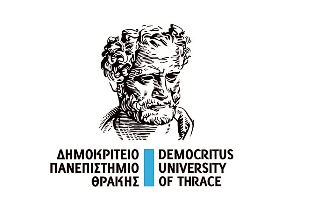 ΔΗΜΟΚΡΙΤΕΙΟ
ΠΑΝΕΠΙΣΤΗΜΙΟ
ΘΡΑΚΗΣ
DEMOCRITUS
UNIVERSITY
OF THRACE